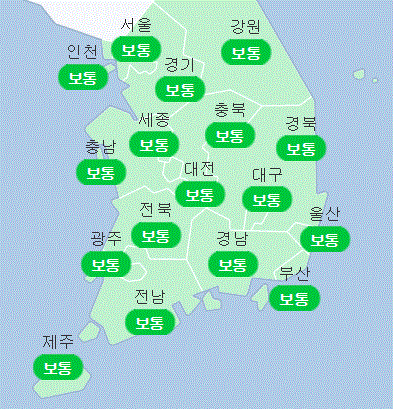 서울
보통
강원
보통
인천
보통
경기
보통
충북
보통
세종
보통
경북
보통
충남
보통
대전
보통
대구
보통
전북
보통
울산
보통
광주
보통
경남
보통
부산
보통
전남
보통
제주
보통